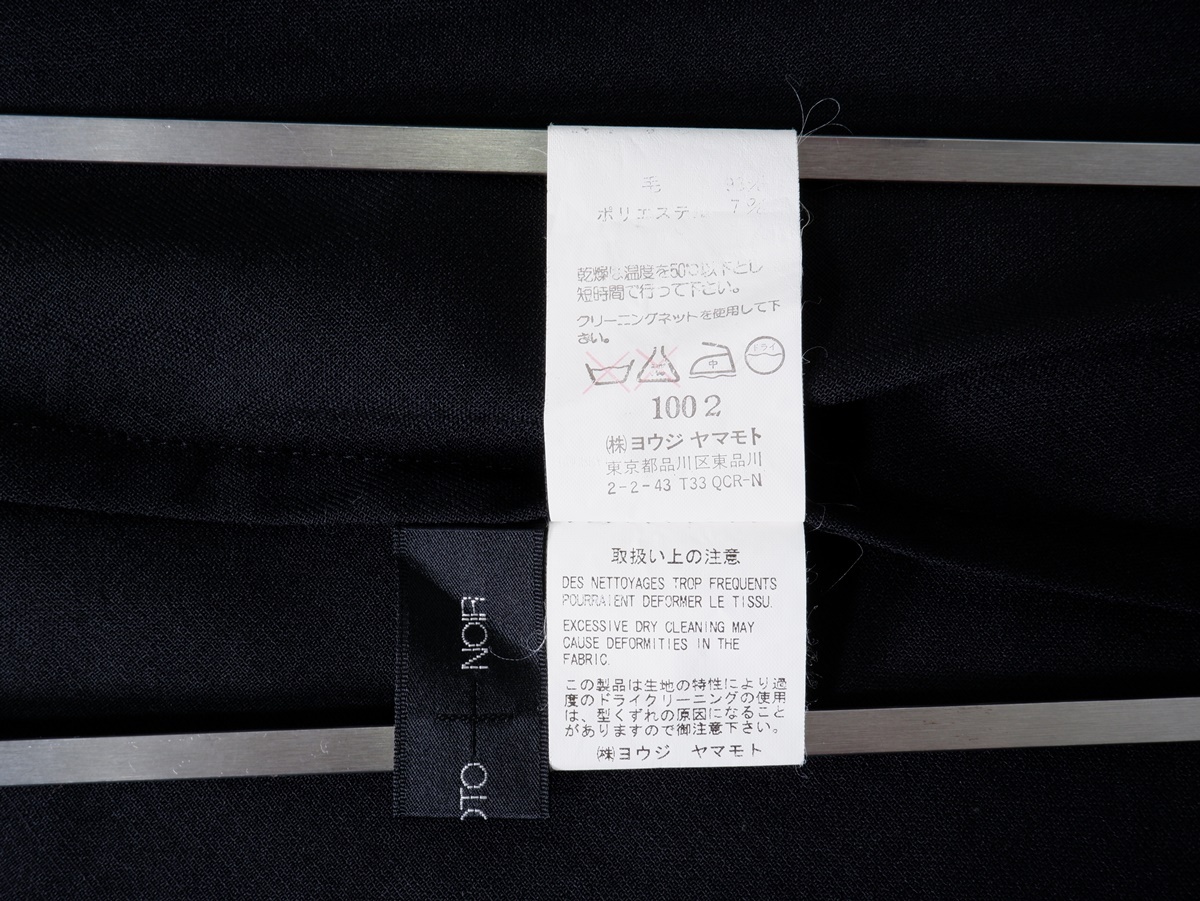 毛 93%
ポリエステル 7%
乾燥は温度を50℃以下とし
短時間で行って下さい。
クリーニングネットを使用して下
さい。
中 ドライ
100 2
㈱ヨウジ ヤマモト
東京都品川区東品川
2-2-43 T33 QCR-N
取扱い上の注意
DES NETTOYAGES TROP FREQUENTS
POURRAIENT DEFORMER LE TISSU.
EXCESSIVE DRY CLEANING MAY
CAUSE DEFORMITIES IN THE
FABRIC.
この製品は生地の特性により過
度のドライクリーニングの使用
は、型くずれの原因になること
がありますので御注意下さい。
㈱ヨウジ ヤマモト
NOIR